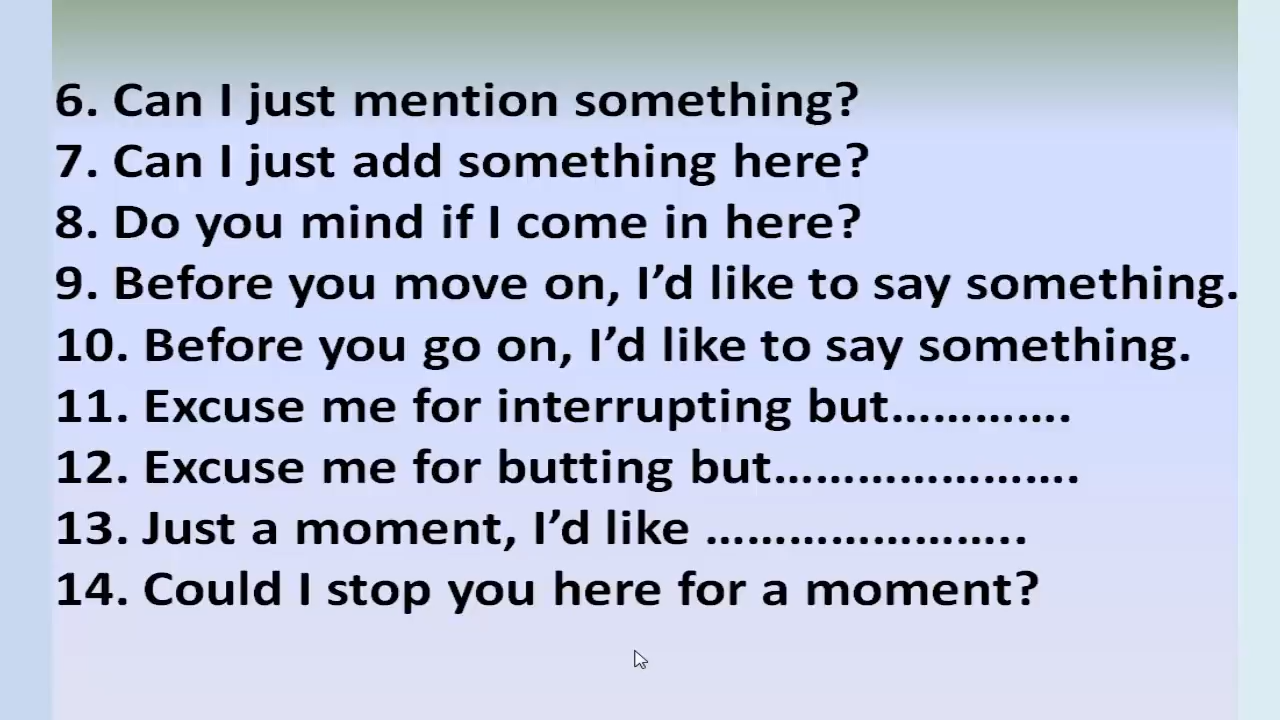 6. Can I just mention something?
7. Can I just add something here?
8. Do you mind if I come in here?
9. Before you move on, I’d like to say something.
10. Before you go on, I’d like to say something.
11. Excuse me for interrupting but………….
12. Excuse me for butting but………………….
13. Just a moment, I’d like …………………..
14. Could I stop you here for a moment?